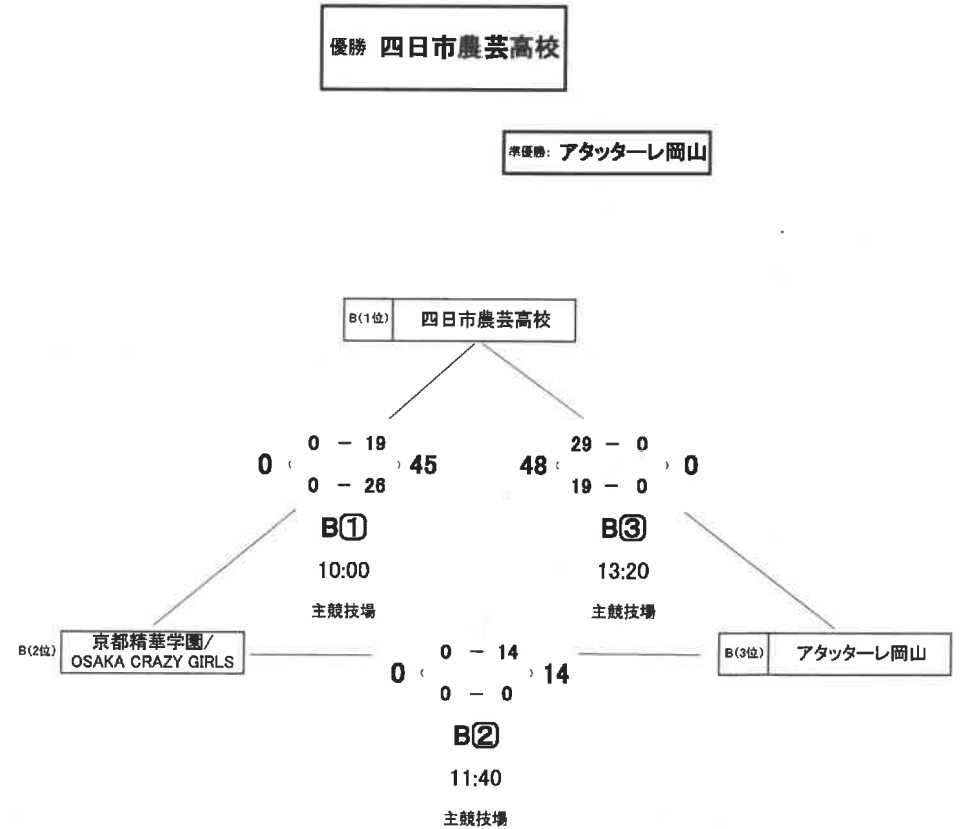 優勝 四日市農芸高校
準優勝: アタッターレ岡山
B(1位) 四日市農芸高校
0 - 19
0 ( ) 45
0 - 26
B①
10:00
主競技場
29 - 0
48 ( ) 0
19 - 0
B③
13:20
主競技場
B(2位) 京都精華学園/
OSAKA CRAZY GIRLS
0 - 14
0 ( ) 14
0 - 0
B②
11:40
主競技場
B(3位) アタッターレ岡山